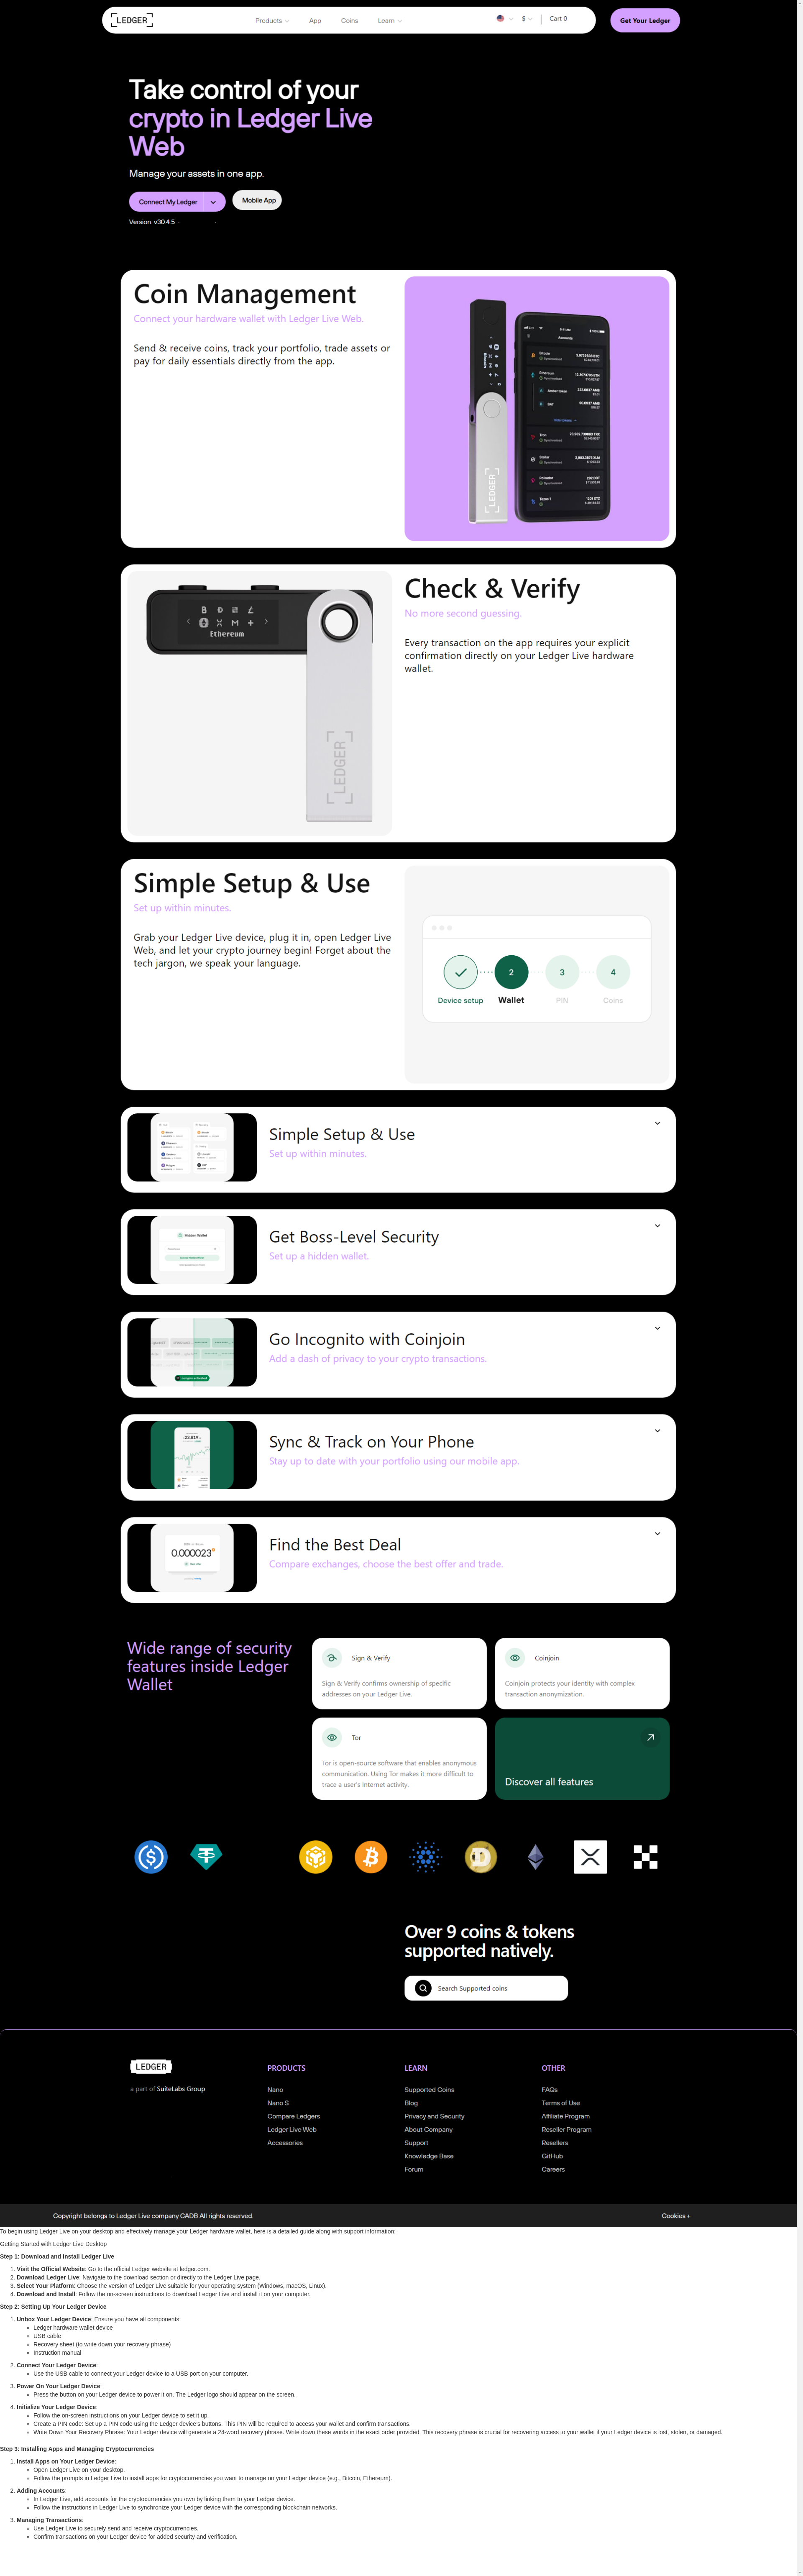 LEDGER
Products
App
Coins
Learn
$
Cart 0
Get Your Ledger
Take control of your
crypto in Ledger Live
Web
Manage your assets in one app.
Connect My Ledger
Mobile App
Version: v30.4.5
Coin Management
Connect your hardware wallet with Ledger Live Web.
Send & receive coins, track your portfolio, trade assets or
pay for daily essentials directly from the app.
Accounts
LEDGER
Ethereum
LEDGER
Check & Verify
No more second guessing.
Every transaction on the app requires your explicit
confirmation directly on your Ledger Live hardware
wallet.
Simple Setup & Use
Set up within minutes.
Grab your Ledger Live device, plug it in, open Ledger Live
Web, and let your crypto journey begin! Forget about the
tech jargon, we speak your language.
2
3
4
Device setup
Wallet
PIN
Coins
Simple Setup & Use
Set up within minutes.
Hidden Wallet
Get Boss-Level Security
Set up a hidden wallet.
Go Incognito with Coinjoin
Add a dash of privacy to your crypto transactions.
Sync & Track on Your Phone
Stay up to date with your portfolio using our mobile app.
0.000023
Find the Best Deal
Compare exchanges, choose the best offer and trade.
Wide range of security
features inside Ledger
Wallet
Sign & Verify
Sign & Verify confirms ownership of specific
addresses on your Ledger Live.
Coinjoin
Coinjoin protects your identity with complex
transaction anonymization.
Tor
Tor is open-source software that enables anonymous
communication. Using Tor makes it more difficult to
trace a user's Internet activity.
Discover all features
Over 9 coins & tokens
supported natively.
Search Supported coins
LEDGER
a part of SuiteLabs Group
PRODUCTS
Nano
Nano S
Compare Ledgers
Ledger Live Web
Accessories
LEARN
Supported Coins
Blog
Privacy and Security
About Company
Support
Knowledge Base
Forum
OTHER
FAQs
Terms of Use
Affiliate Program
Reseller Program
Resellers
GitHub
Careers
Copyright belongs to Ledger Live company CADB All rights reserved.
Cookies +
To begin using Ledger Live on your desktop and effectively manage your Ledger hardware wallet, here is a detailed guide along with support information:
Getting Started with Ledger Live Desktop
Step 1: Download and Install Ledger Live
1. Visit the Official Website: Go to the official Ledger website at ledger.com.
2. Download Ledger Live: Navigate to the download section or directly to the Ledger Live page.
3. Select Your Platform: Choose the version of Ledger Live suitable for your operating system (Windows, macOS, Linux).
4. Download and Install: Follow the on-screen instructions to download Ledger Live and install it on your computer.
Step 2: Setting Up Your Ledger Device
1. Unbox Your Ledger Device: Ensure you have all components:
Ledger hardware wallet device
USB cable
Recovery sheet (to write down your recovery phrase)
Instruction manual
2. Connect Your Ledger Device:
Use the USB cable to connect your Ledger device to a USB port on your computer.
3. Power On Your Ledger Device:
Press the button on your Ledger device to power it on. The Ledger logo should appear on the screen.
4. Initialize Your Ledger Device:
Follow the on-screen instructions on your Ledger device to set it up.
Create a PIN code: Set up a PIN code using the Ledger device's buttons. This PIN will be required to access your wallet and confirm transactions.
Write Down Your Recovery Phrase: Your Ledger device will generate a 24-word recovery phrase. Write down these words in the exact order provided. This recovery phrase is crucial for recovering access to your wallet if your Ledger device is lost, stolen, or damaged.
Step 3: Installing Apps and Managing Cryptocurrencies
1. Install Apps on Your Ledger Device:
Open Ledger Live on your desktop.
Follow the prompts in Ledger Live to install apps for cryptocurrencies you want to manage on your Ledger device (e.g., Bitcoin, Ethereum).
2. Adding Accounts:
In Ledger Live, add accounts for the cryptocurrencies you own by linking them to your Ledger device.
Follow the instructions in Ledger Live to synchronize your Ledger device with the corresponding blockchain networks.
3. Managing Transactions:
Use Ledger Live to securely send and receive cryptocurrencies.
Confirm transactions on your Ledger device for added security and verification.